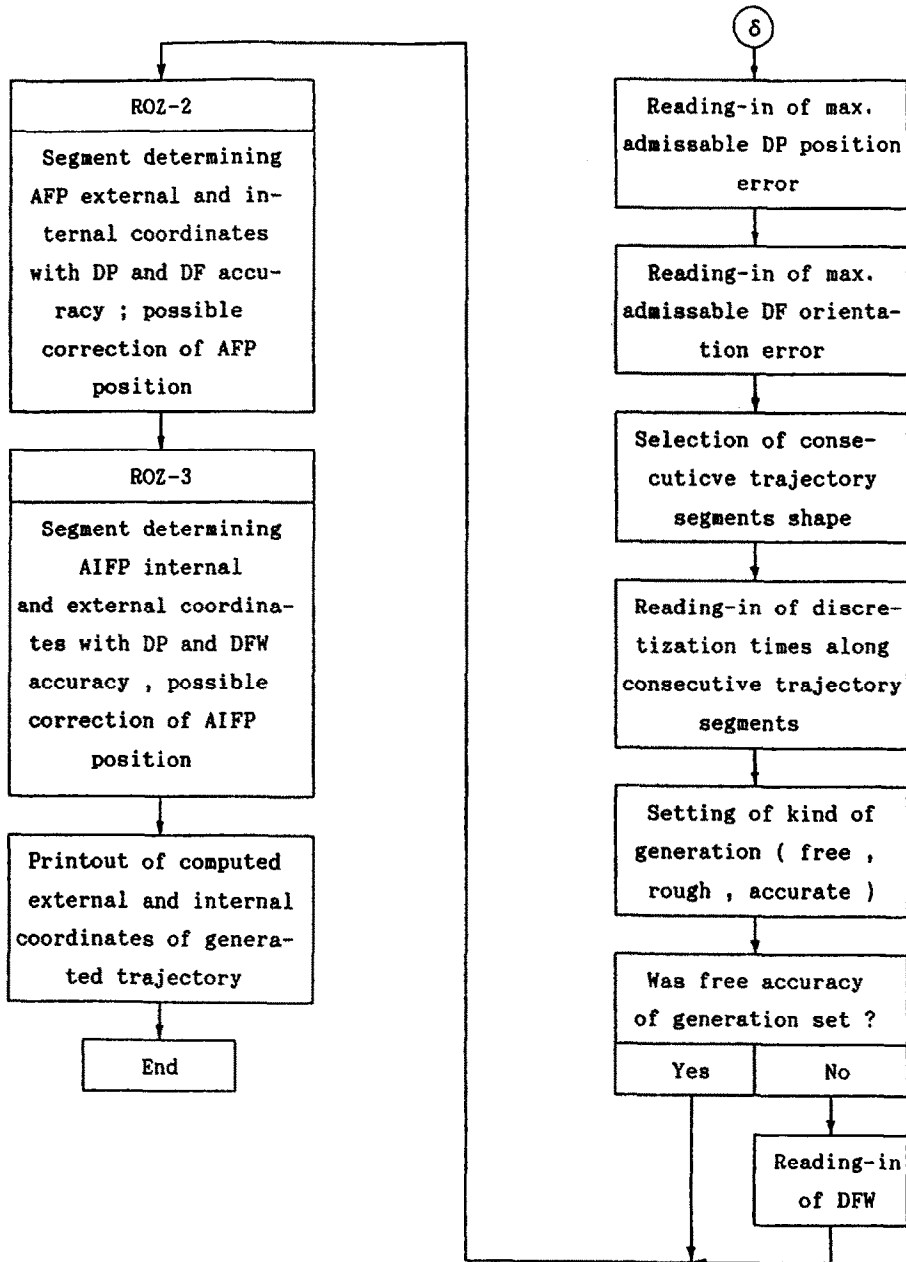 δ
Reading-in of max.
admissable DP position
error
Reading-in of max.
admissable DF orienta-
tion error
Selection of conse-
cuticve trajectory
segments shape
Reading-in of discre-
tization times along
consecutive trajectory
segments
Setting of kind of
generation ( free ,
rough , accurate )
Was free accuracy
of generation set ?
Yes
No
Reading-in
of DFW
ROZ-2
Segment determining
AFP external and in-
ternal coordinates
with DP and DF accu-
racy ; possible
correction of AFP
position
ROZ-3
Segment determining
AIFP internal
and external coordina-
tes with DP and DFW
accuracy , possible
correction of AIFP
position
Printout of computed
external and internal
coordinates of genera-
ted trajectory
End